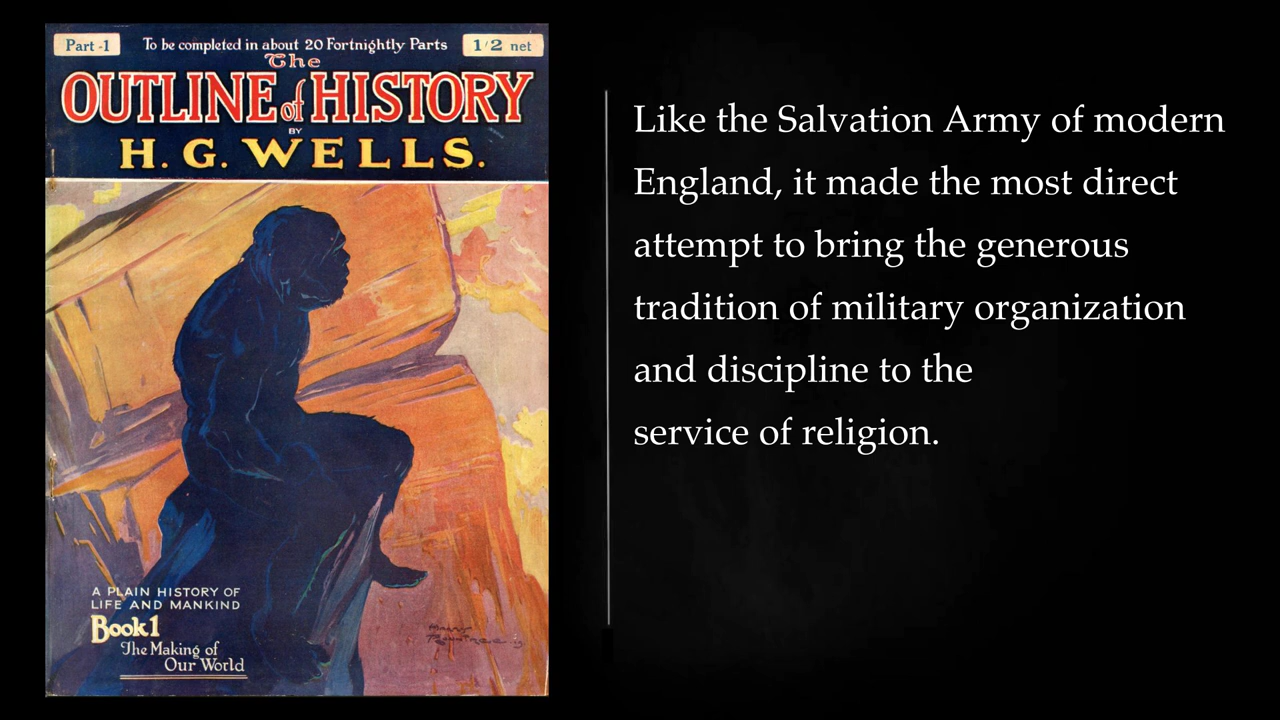 Part -1
To be completed in about 20 Fortnightly Parts
1/2 net
The
OUTLINE of HISTORY
BY
H. G. WELLS.
A PLAIN HISTORY OF
LIFE AND MANKIND
Book 1
The Making of
Our World
Like the Salvation Army of modern
England, it made the most direct
attempt to bring the generous
tradition of military organization
and discipline to the
service of religion.